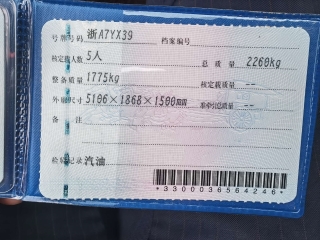 号牌号码 浙A7YX39 档案编号
核定载人数 5人 总质量 2260kg
整备质量 1775kg 核定载质量 --
外廓尺寸 5106×1868×1500mm 准牵引总质量 --
备注
检验记录 汽油
*3300036564246*